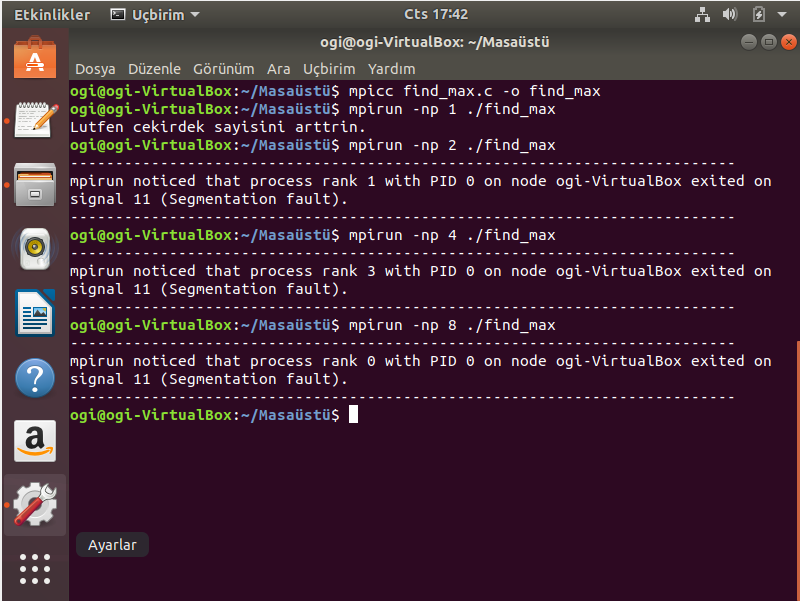 Etkinlikler
Uçbirim
Cts 17:42
ogi@ogi-VirtualBox: ~/Masaüstü
Dosya Düzenle Görünüm Ara Uçbirim Yardım
ogi@ogi-VirtualBox:~/Masaüstü$ mpicc find_max.c -o find_max
ogi@ogi-VirtualBox:~/Masaüstü$ mpirun -np 1 ./find_max
Lutfen cekirdek sayisini arttrin.
ogi@ogi-VirtualBox:~/Masaüstü$ mpirun -np 2 ./find_max
--------------------------------------------------------------------------
mpirun noticed that process rank 1 with PID 0 on node ogi-VirtualBox exited on
signal 11 (Segmentation fault).
--------------------------------------------------------------------------
ogi@ogi-VirtualBox:~/Masaüstü$ mpirun -np 4 ./find_max
--------------------------------------------------------------------------
mpirun noticed that process rank 3 with PID 0 on node ogi-VirtualBox exited on
signal 11 (Segmentation fault).
--------------------------------------------------------------------------
ogi@ogi-VirtualBox:~/Masaüstü$ mpirun -np 8 ./find_max
--------------------------------------------------------------------------
mpirun noticed that process rank 0 with PID 0 on node ogi-VirtualBox exited on
signal 11 (Segmentation fault).
--------------------------------------------------------------------------
ogi@ogi-VirtualBox:~/Masaüstü$
Ayarlar